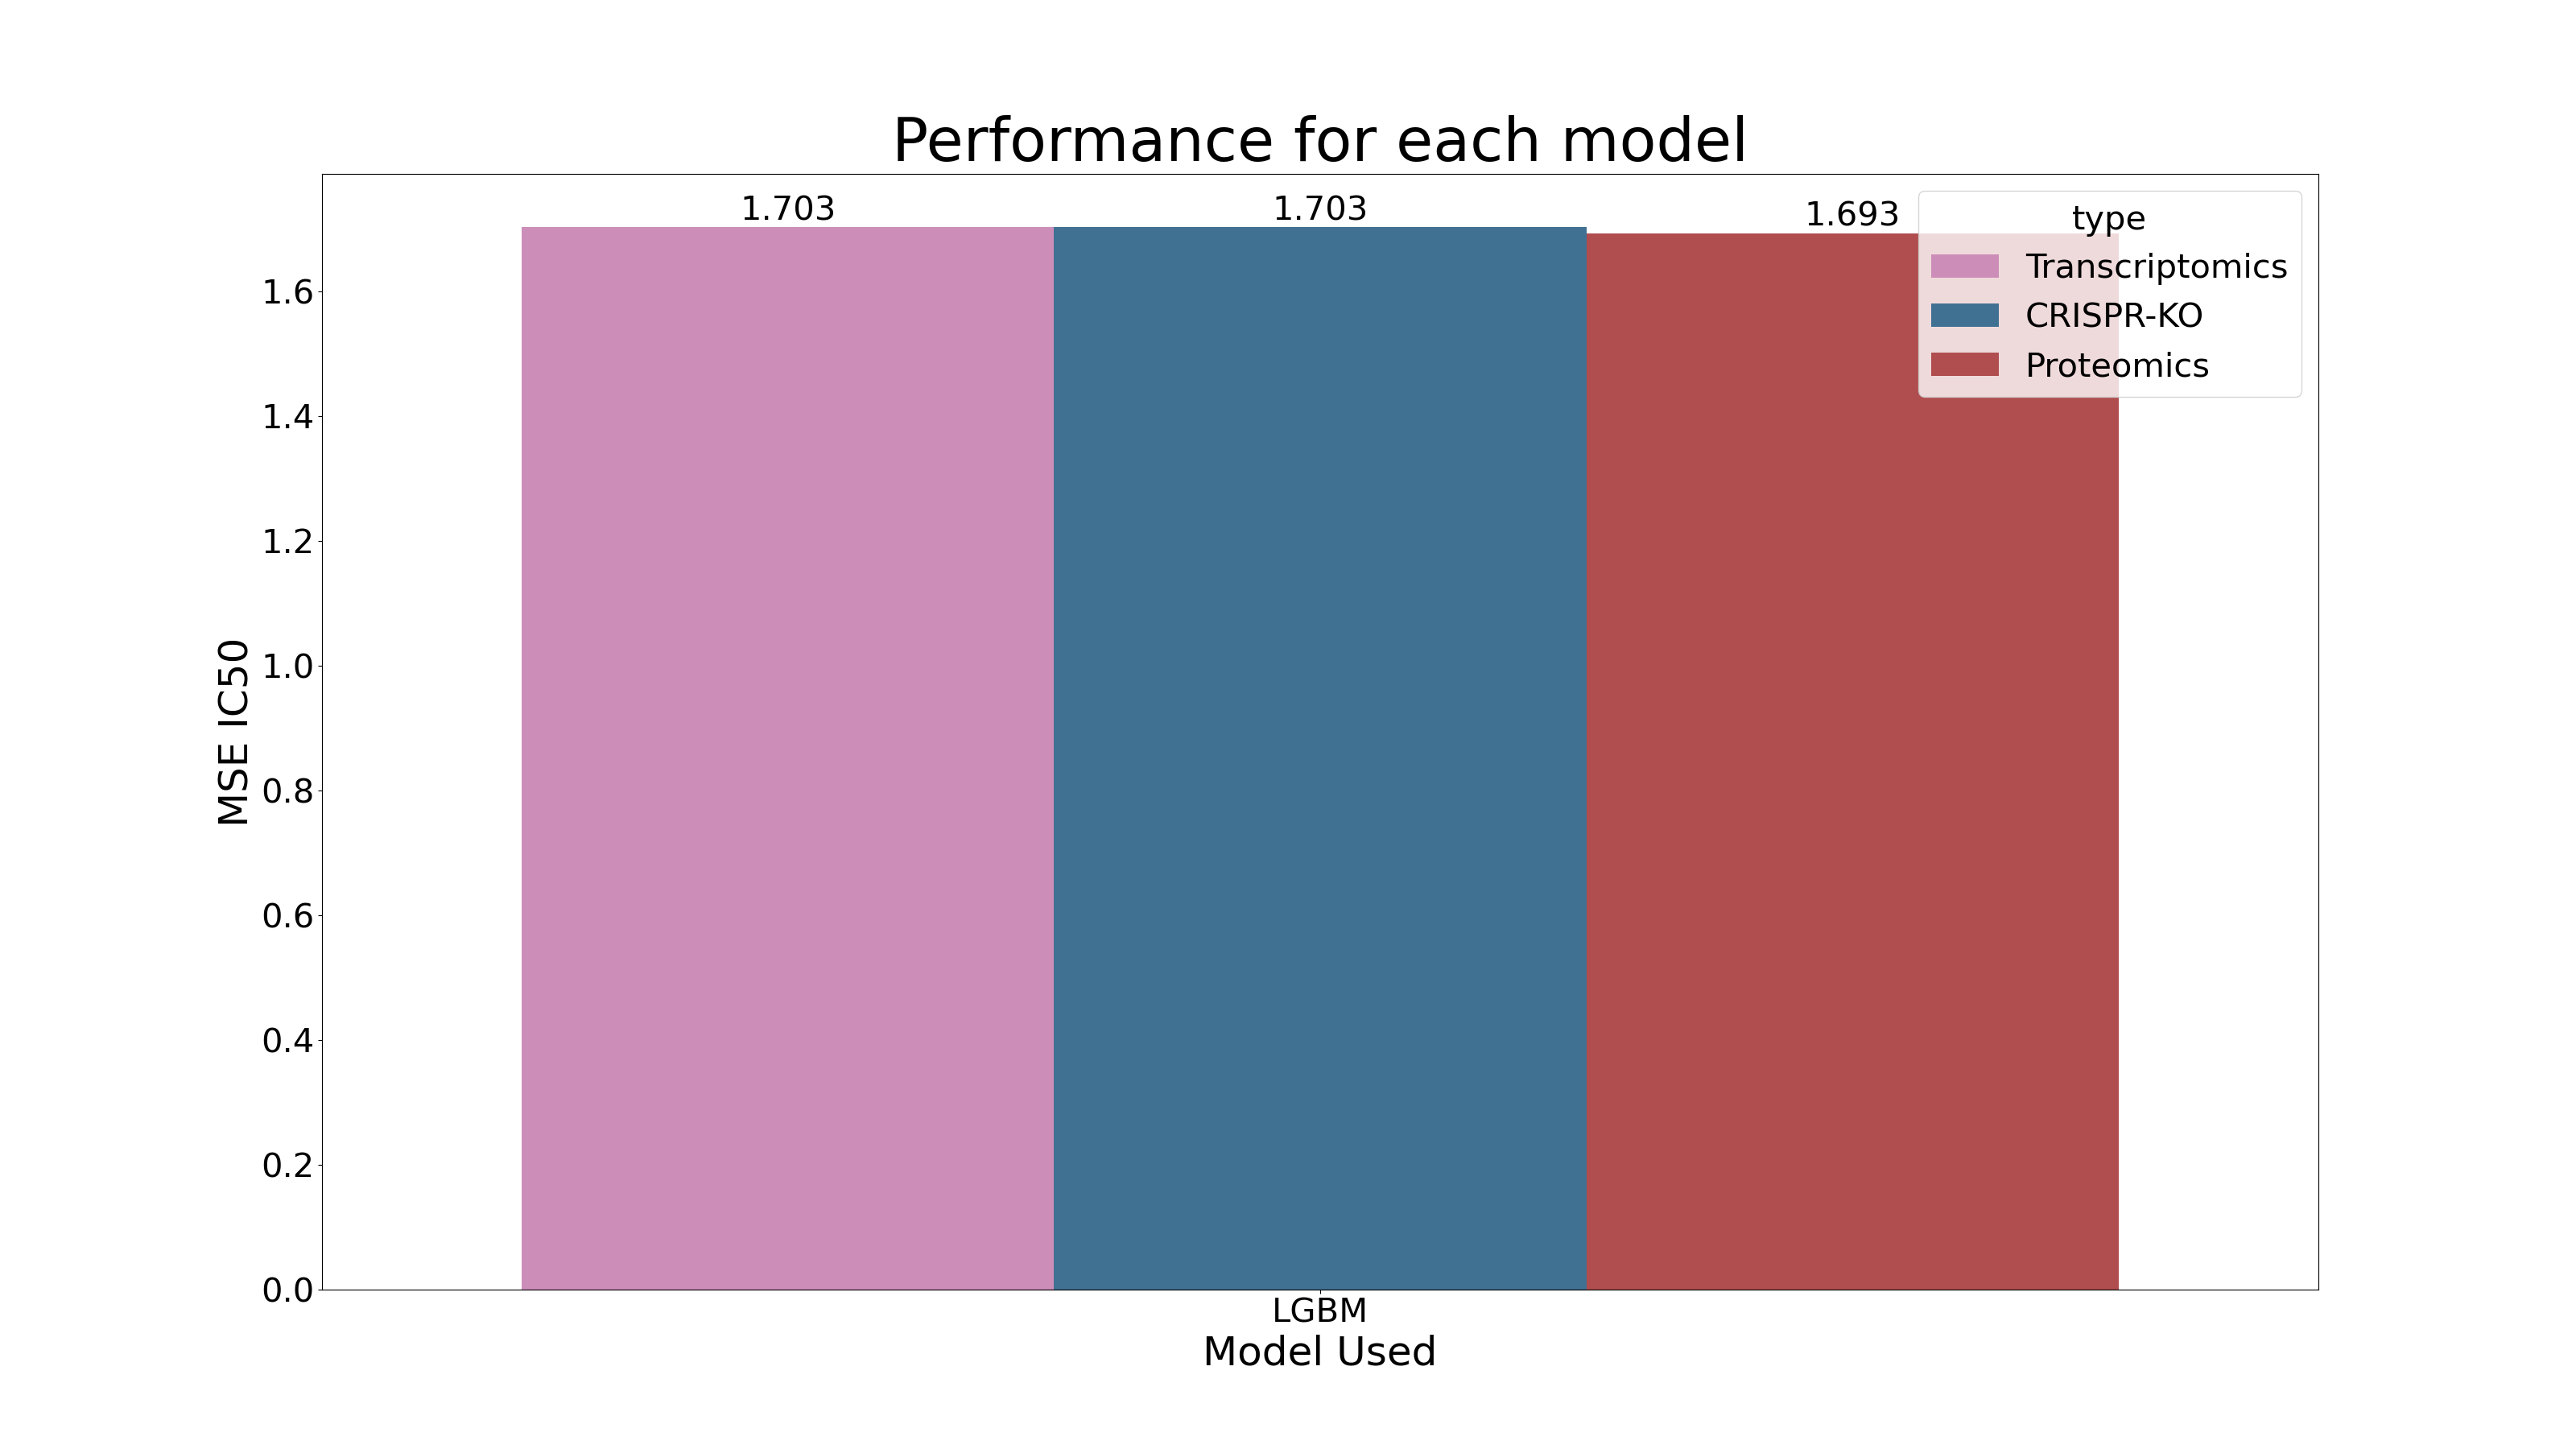 Performance for each model
1.703
1.703
1.693
type
Transcriptomics
CRISPR-KO
Proteomics
1.6
1.4
1.2
1.0
0.8
0.6
0.4
0.2
0.0
MSE IC50
LGBM
Model Used